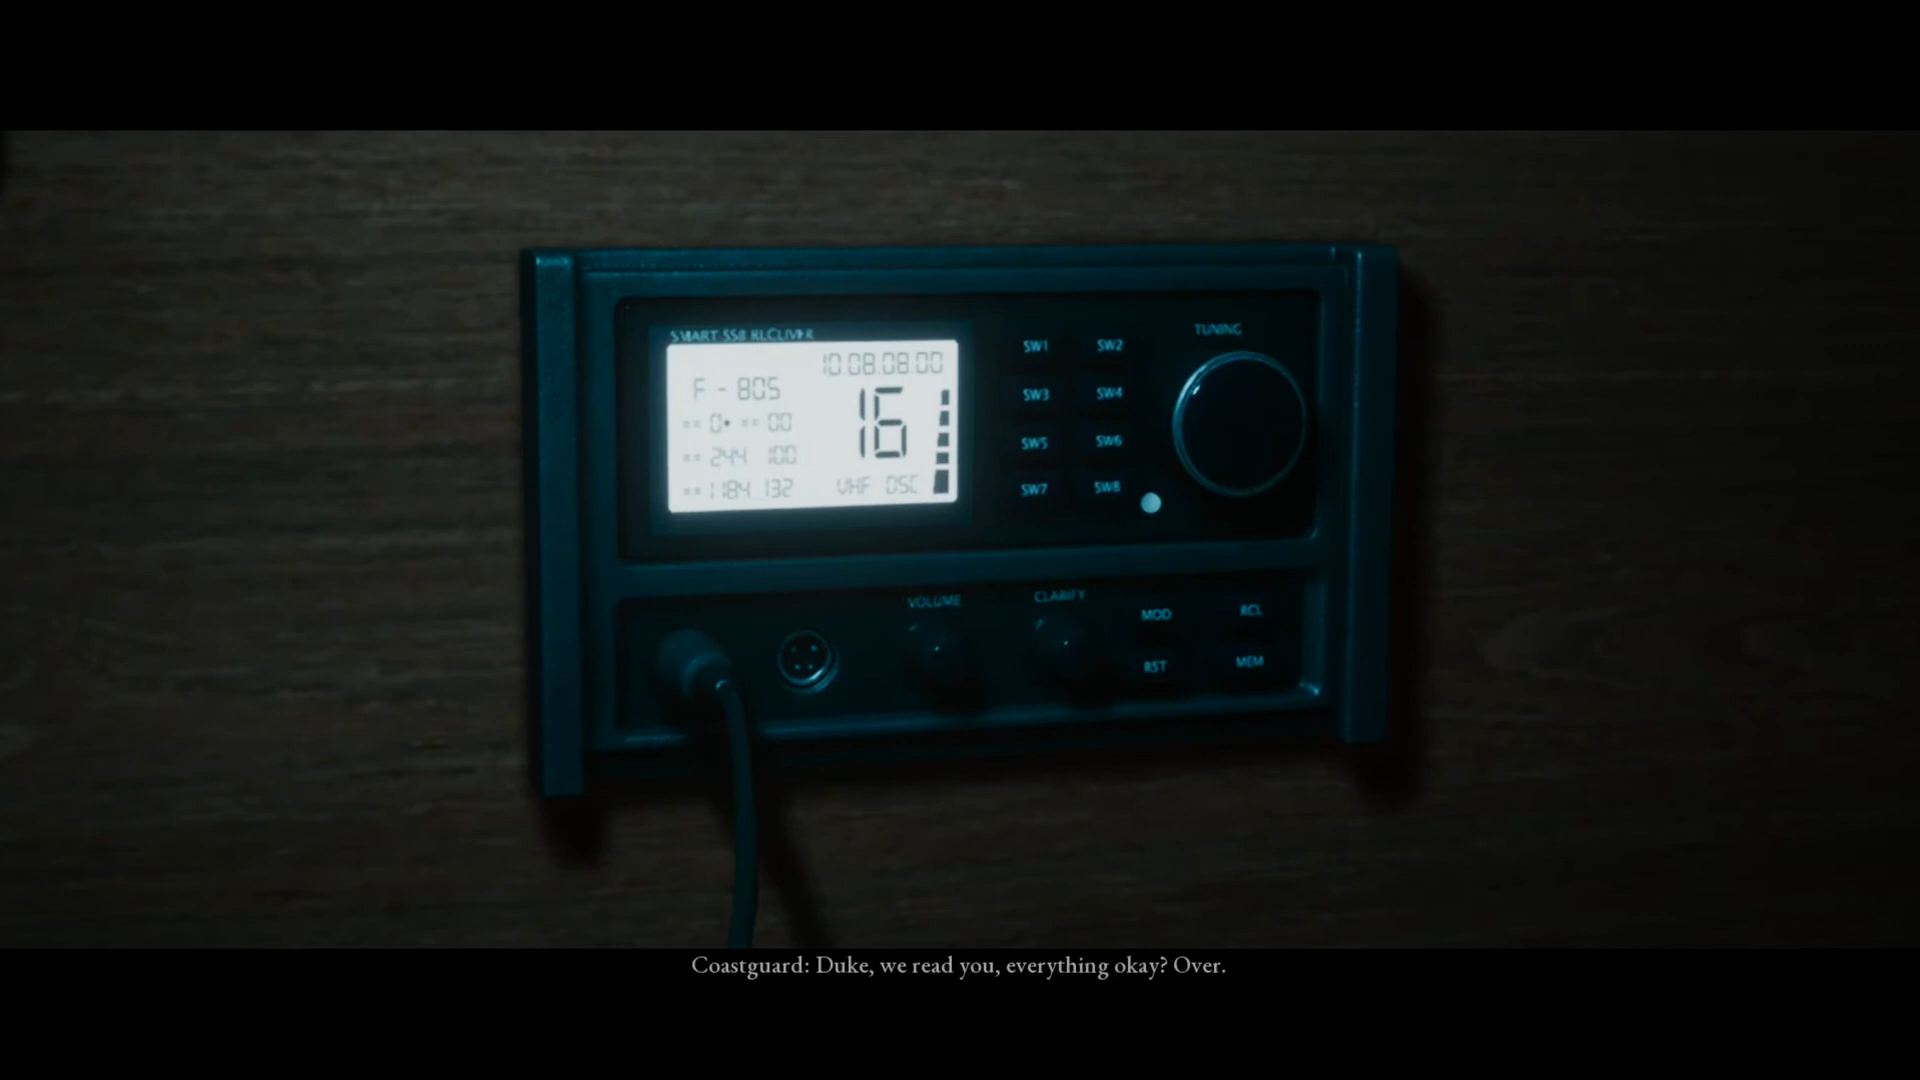 SMART SSB RECEIVER
10.08.08.00
F - 805
16
== 0* == 00
== 244 100
== 1184 132
VHF DSC
SW1 SW2
SW3 SW4
SW5 SW6
SW7 SW8
TUNING
VOLUME
CLARIFY
MOD
RCL
RST
MEM
Coastguard: Duke, we read you, everything okay? Over.